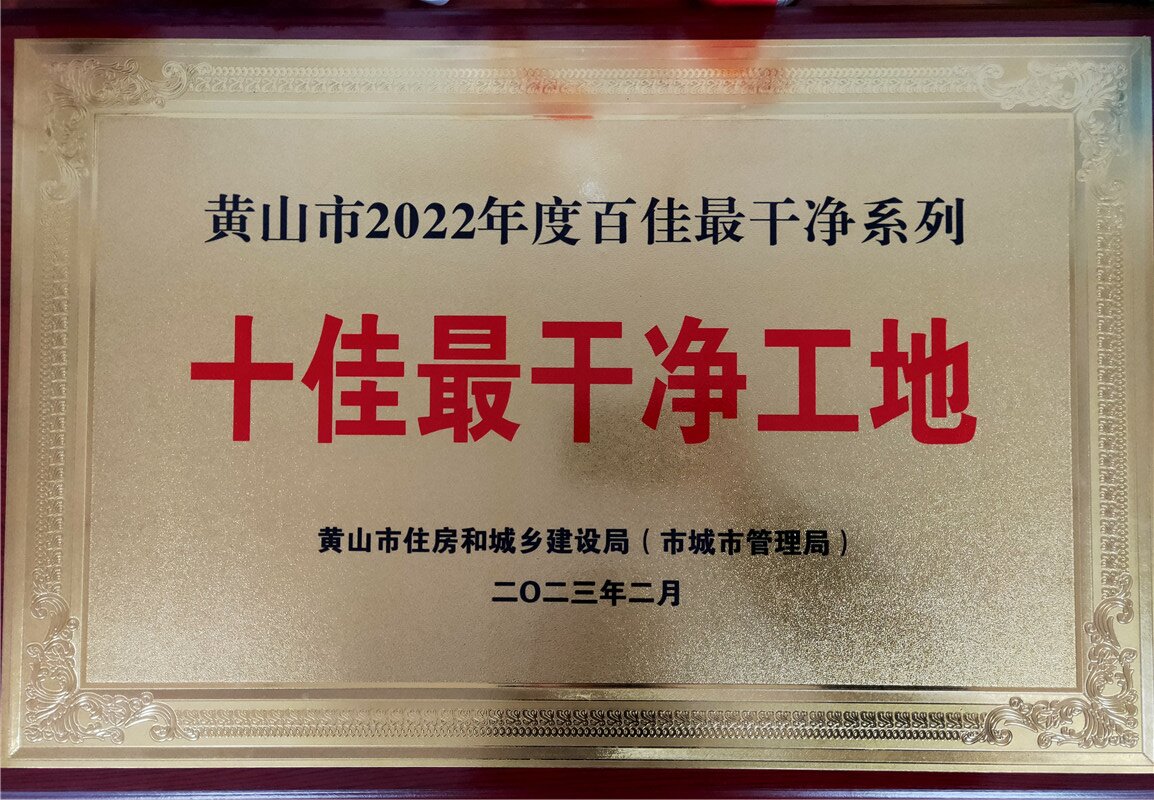 黄山市2022年度百佳最干净系列
十佳最干净工地
黄山市住房和城乡建设局（市城市管理局）
二〇二三年二月